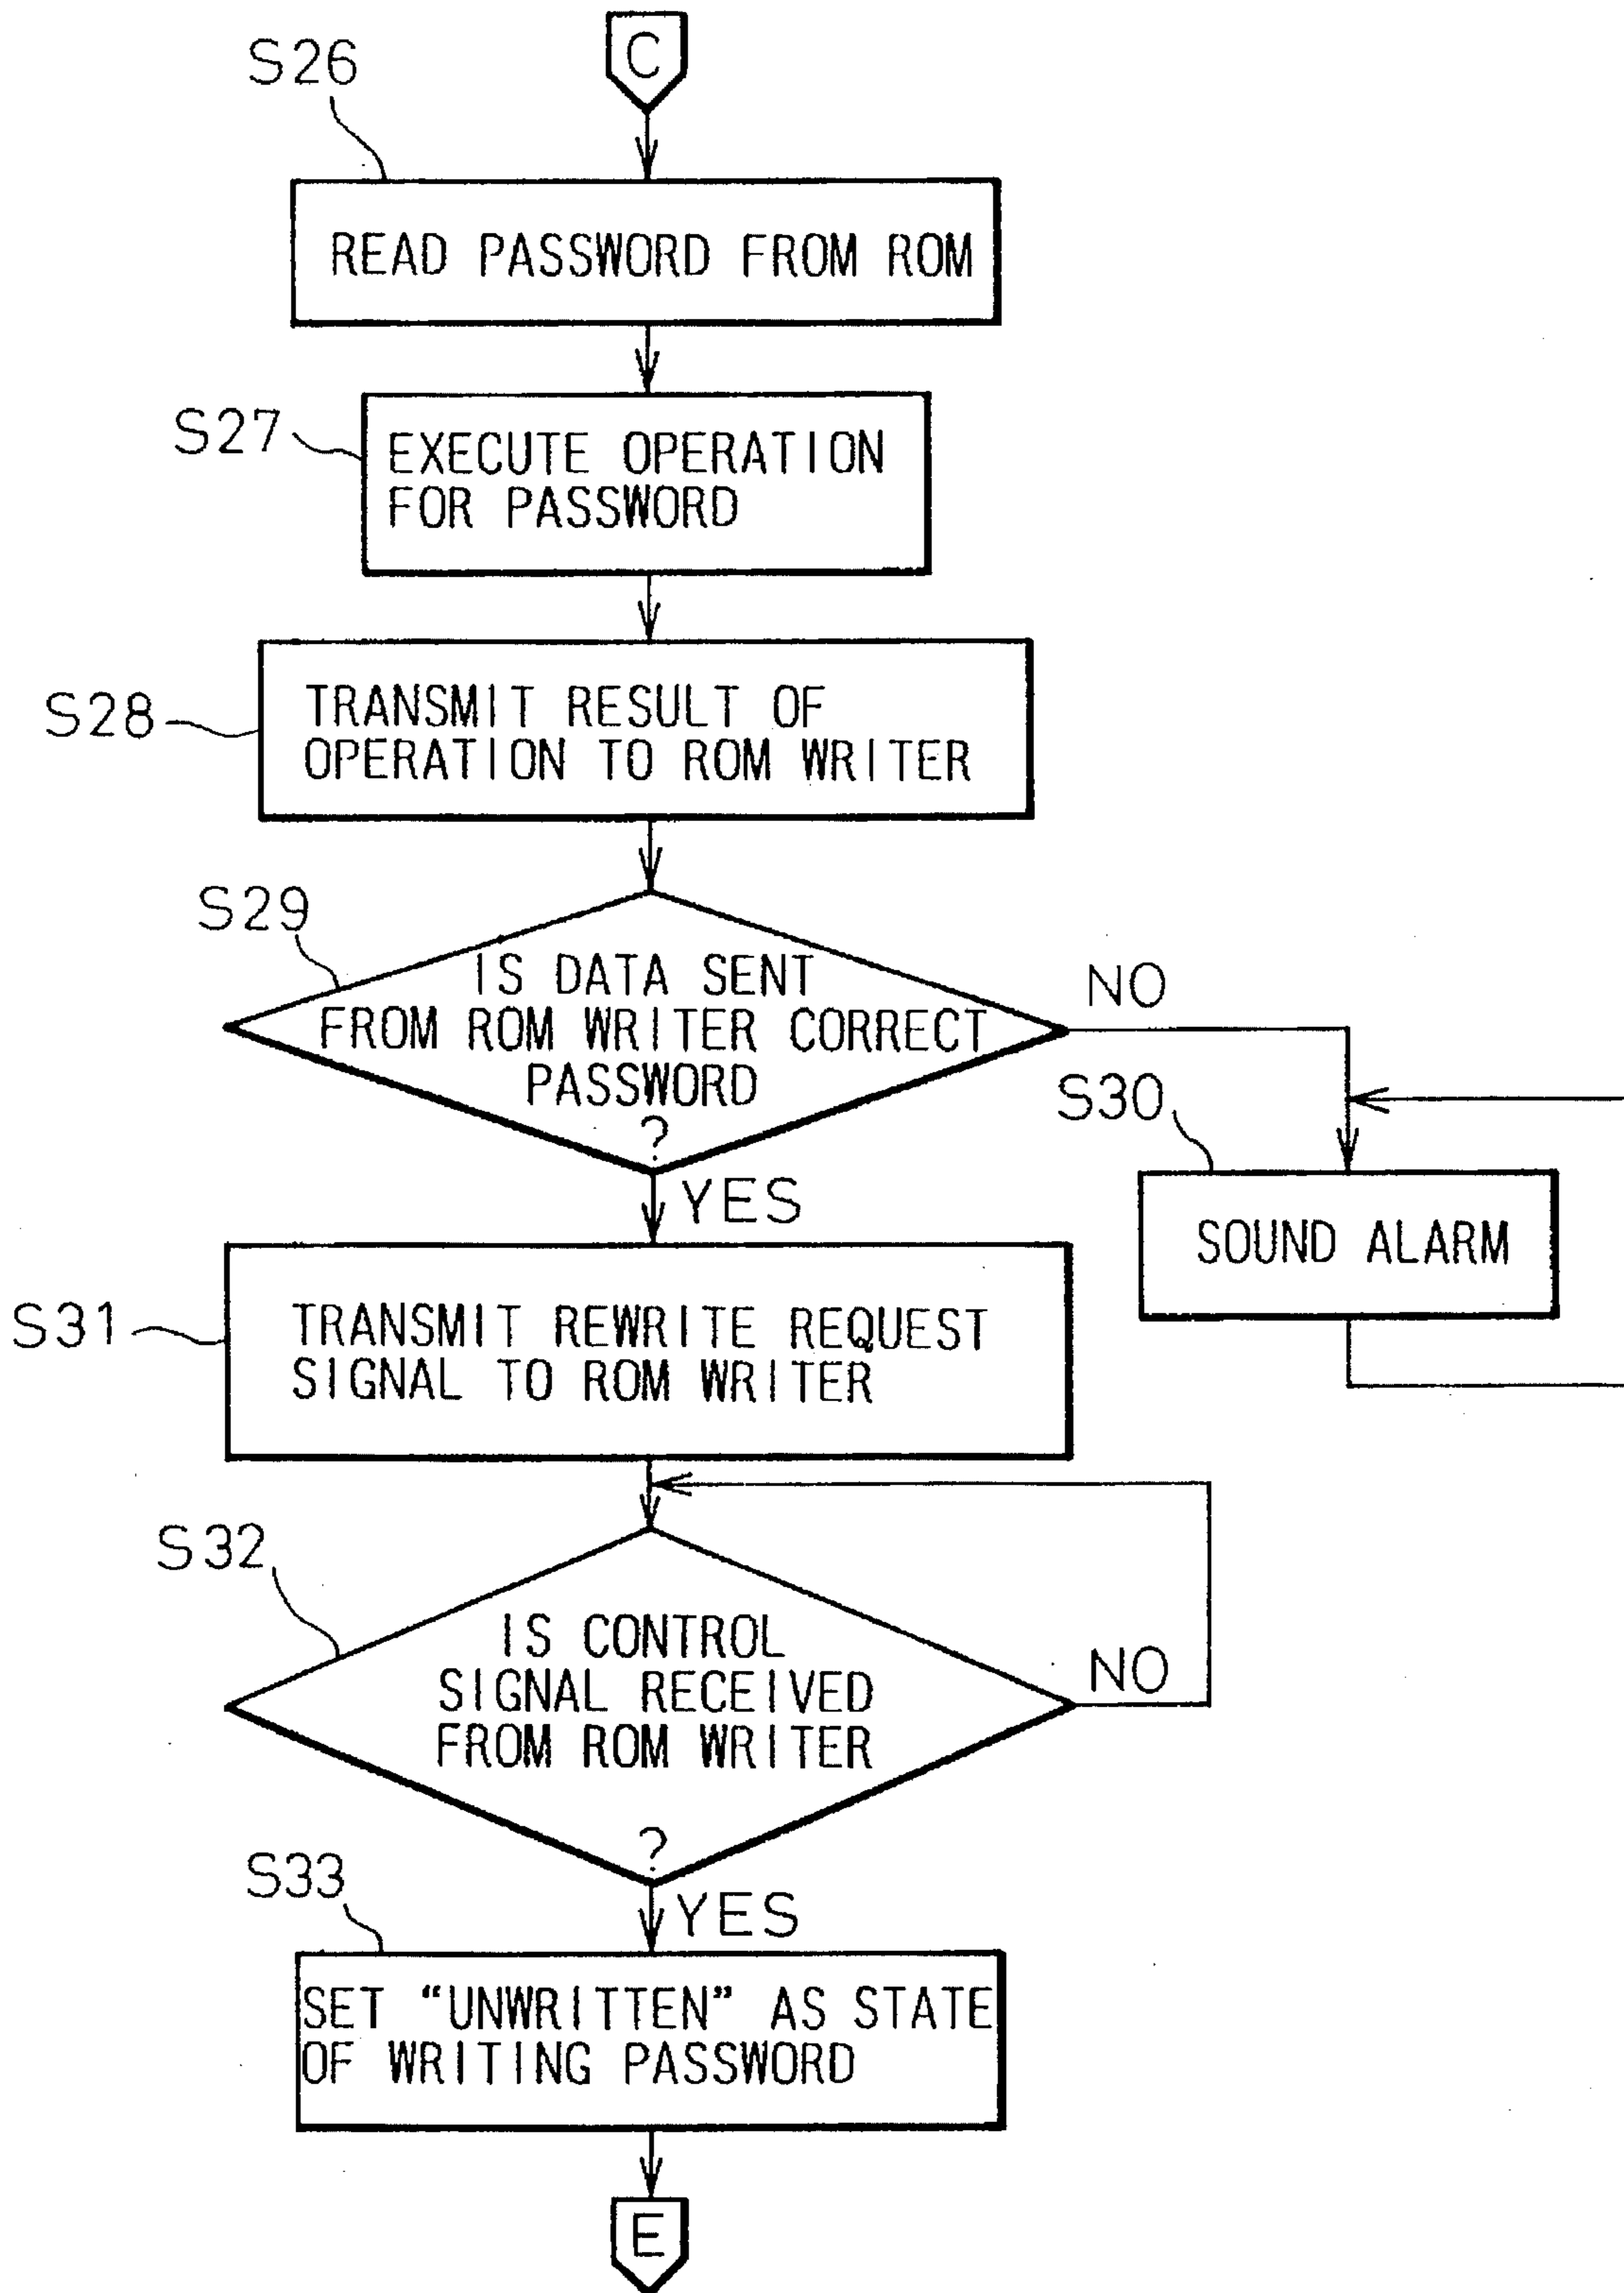 C
S26
READ PASSWORD FROM ROM
S27
EXECUTE OPERATION
FOR PASSWORD
S28
TRANSMIT RESULT OF
OPERATION TO ROM WRITER
S29
IS DATA SENT
FROM ROM WRITER CORRECT
PASSWORD
?
NO
YES
S30
SOUND ALARM
S31
TRANSMIT REWRITE REQUEST
SIGNAL TO ROM WRITER
S32
IS CONTROL
SIGNAL RECEIVED
FROM ROM WRITER
?
NO
YES
S33
SET “UNWRITTEN” AS STATE
OF WRITING PASSWORD
E